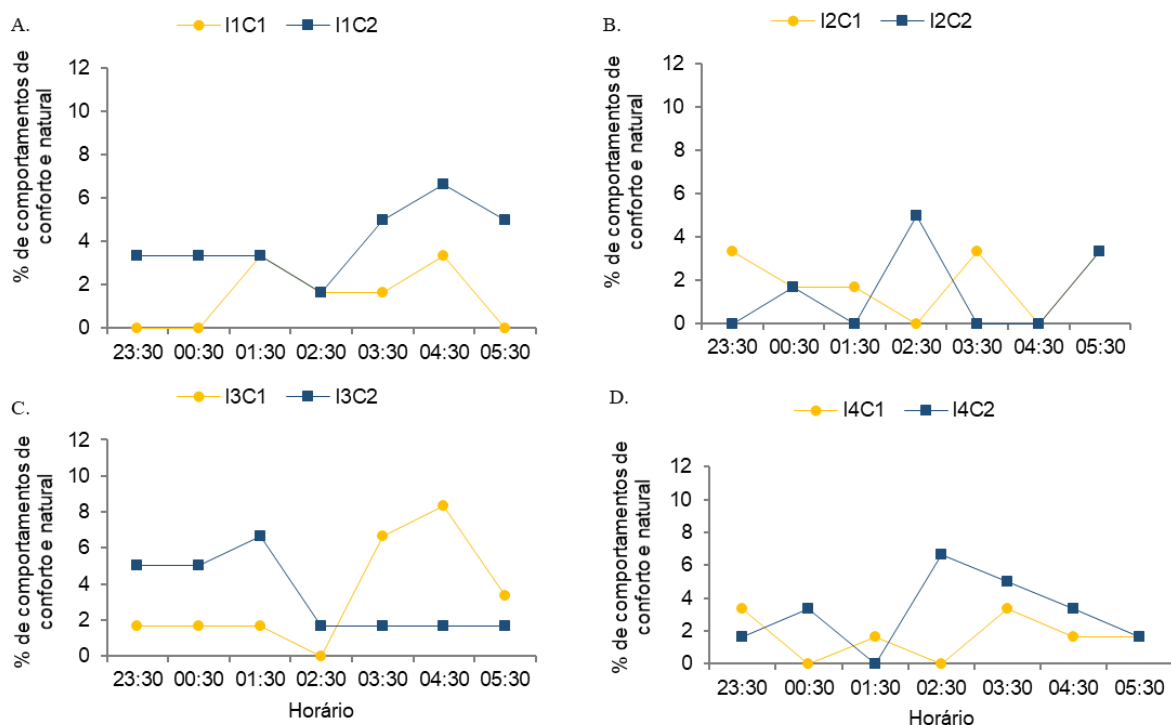 A.
I1C1 I1C2
% de comportamentos de
conforto e natural
12
10
8
6
4
2
0
23:30 00:30 01:30 02:30 03:30 04:30 05:30
B.
I2C1 I2C2
% de comportamentos de
conforto e natural
12
10
8
6
4
2
0
23:30 00:30 01:30 02:30 03:30 04:30 05:30
C.
I3C1 I3C2
% de comportamentos de
conforto e natural
12
10
8
6
4
2
0
23:30 00:30 01:30 02:30 03:30 04:30 05:30
Horário
D.
I4C1 I4C2
% de comportamentos de
conforto e natural
12
10
8
6
4
2
0
23:30 00:30 01:30 02:30 03:30 04:30 05:30
Horário